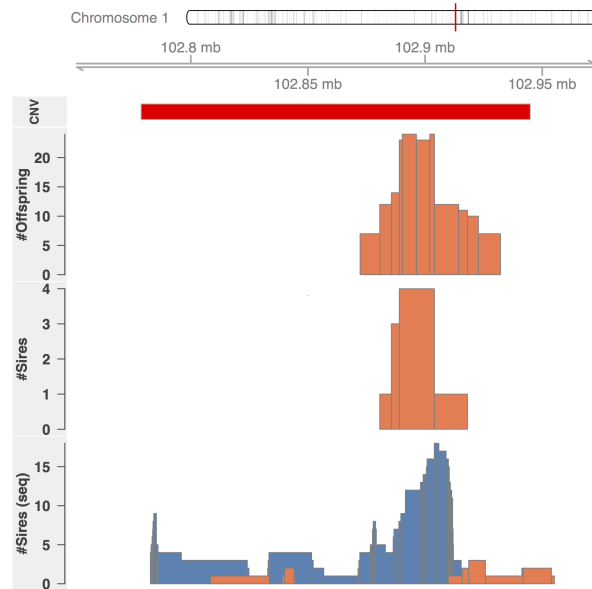 Chromosome 1
102.8 mb 102.9 mb
102.85 mb 102.95 mb
CNV
#Offspring
20
15
10
5
0
#Sires
4
3
2
1
0
#Sires (seq)
15
10
5
0